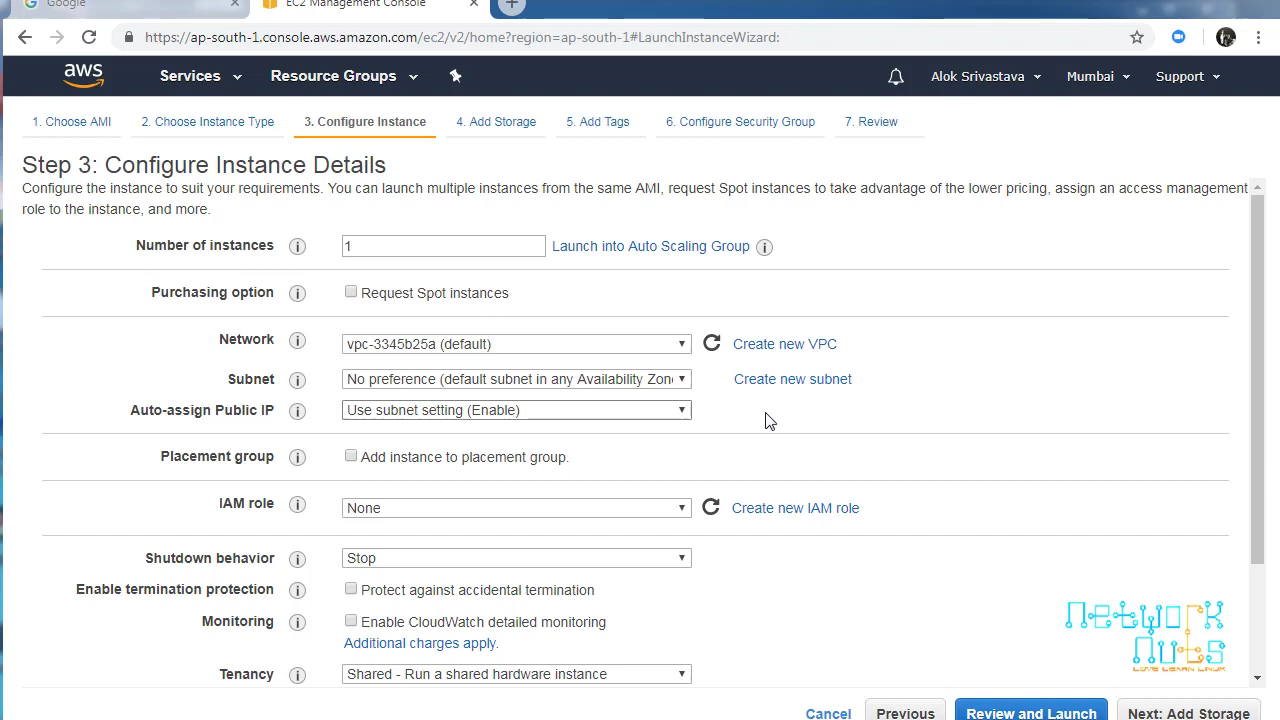 Google
EC2 Management Console
https://ap-south-1.console.aws.amazon.com/ec2/v2/home?region=ap-south-1#LaunchInstanceWizard:
aws
Services
Resource Groups
Alok Srivastava
Mumbai
Support
1. Choose AMI
2. Choose Instance Type
3. Configure Instance
4. Add Storage
5. Add Tags
6. Configure Security Group
7. Review
Step 3: Configure Instance Details
Configure the instance to suit your requirements. You can launch multiple instances from the same AMI, request Spot instances to take advantage of the lower pricing, assign an access management
role to the instance, and more.
Number of instances
1
Launch into Auto Scaling Group
Purchasing option
Request Spot instances
Network
vpc-3345b25a (default)
Create new VPC
Subnet
No preference (default subnet in any Availability Zon
Create new subnet
Auto-assign Public IP
Use subnet setting (Enable)
Placement group
Add instance to placement group.
IAM role
None
Create new IAM role
Shutdown behavior
Stop
Enable termination protection
Protect against accidental termination
Monitoring
Enable CloudWatch detailed monitoring
Additional charges apply.
Tenancy
Shared - Run a shared hardware instance
Network
Nuts
LOVE LEARN LINUX
Cancel
Previous
Review and Launch
Next: Add Storage